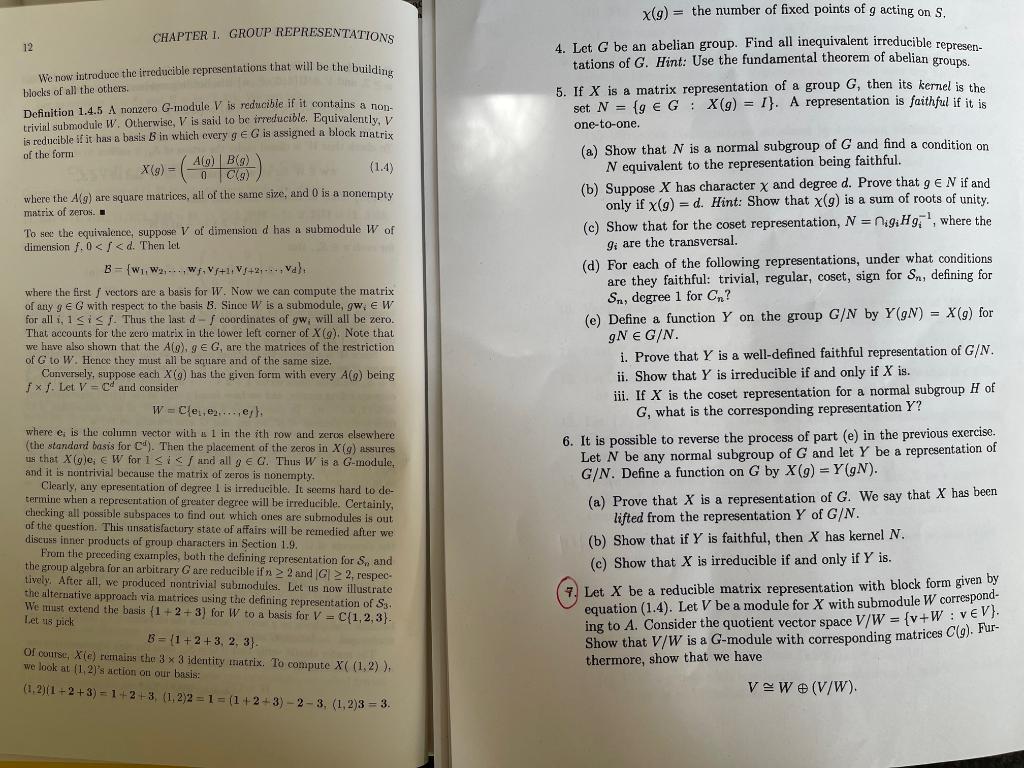 12
CHAPTER 1. GROUP REPRESENTATIONS
We now introduce the irreducible representations that will be the building
blocks of all the others.
Definition 1.4.5 A nonzero G-module V is reducible if it contains a non-
trivial submodule W. Otherwise, V is said to be irreducible. Equivalently, V
is reducible if it has a basis B in which every g ∈ G is assigned a block matrix
of the form
X(g) = ( A(g) | B(g)
0 | C(g) ) (1.4)
where the A(g) are square matrices, all of the same size, and 0 is a nonempty
matrix of zeros. ■
To see the equivalence, suppose V of dimension d has a submodule W of
dimension f, 0 < f < d. Then let
B = {w₁, w₂, . . . , w_f, v_{f+1}, v_{f+2}, . . . , v_d},
where the first f vectors are a basis for W. Now we can compute the matrix
of any g ∈ G with respect to the basis B. Since W is a submodule, gwᵢ ∈ W
for all i, 1 ≤ i ≤ f. Thus the last d − f coordinates of gwᵢ will all be zero.
That accounts for the zero matrix in the lower left corner of X(g). Note that
we have also shown that the A(g), g ∈ G, are the matrices of the restriction
of G to W. Hence they must all be square and of the same size.
Conversely, suppose each X(g) has the given form with every A(g) being
f × f. Let V = ℂᵈ and consider
W = ℂ{e₁, e₂, . . . , e_f},
where eᵢ is the column vector with a 1 in the ith row and zeros elsewhere
(the standard basis for ℂᵈ). Then the placement of the zeros in X(g) assures
us that X(g)eᵢ ∈ W for 1 ≤ i ≤ f and all g ∈ G. Thus W is a G-module,
and it is nontrivial because the matrix of zeros is nonempty.
Clearly, any epresentation of degree 1 is irreducible. It seems hard to de-
termine when a representation of greater degree will be irreducible. Certainly,
checking all possible subspaces to find out which ones are submodules is out
of the question. This unsatisfactory state of affairs will be remedied after we
discuss inner products of group characters in Section 1.9.
From the preceding examples, both the defining representation for Sₙ and
the group algebra for an arbitrary G are reducible if n ≥ 2 and |G| ≥ 2, respec-
tively. After all, we produced nontrivial submodules. Let us now illustrate
the alternative approach via matrices using the defining representation of S₃.
We must extend the basis {1 + 2 + 3} for W to a basis for V = ℂ{1, 2, 3}.
Let us pick
B = {1 + 2 + 3, 2, 3}.
Of course, X(e) remains the 3 × 3 identity matrix. To compute X( (1, 2) ),
we look at (1, 2)'s action on our basis:
(1, 2)(1 + 2 + 3) = 1 + 2 + 3, (1, 2)2 = 1 = (1 + 2 + 3) − 2 − 3, (1, 2)3 = 3.
χ(g) = the number of fixed points of g acting on S.
4. Let G be an abelian group. Find all inequivalent irreducible represen-
tations of G. Hint: Use the fundamental theorem of abelian groups.
5. If X is a matrix representation of a group G, then its kernel is the
set N = {g ∈ G : X(g) = I}. A representation is faithful if it is
one-to-one.
(a) Show that N is a normal subgroup of G and find a condition on
N equivalent to the representation being faithful.
(b) Suppose X has character χ and degree d. Prove that g ∈ N if and
only if χ(g) = d. Hint: Show that χ(g) is a sum of roots of unity.
(c) Show that for the coset representation, N = ∩ᵢgᵢHgᵢ⁻¹, where the
gᵢ are the transversal.
(d) For each of the following representations, under what conditions
are they faithful: trivial, regular, coset, sign for Sₙ, defining for
Sₙ, degree 1 for Cₙ?
(e) Define a function Y on the group G/N by Y(gN) = X(g) for
gN ∈ G/N.
i. Prove that Y is a well-defined faithful representation of G/N.
ii. Show that Y is irreducible if and only if X is.
iii. If X is the coset representation for a normal subgroup H of
G, what is the corresponding representation Y?
6. It is possible to reverse the process of part (e) in the previous exercise.
Let N be any normal subgroup of G and let Y be a representation of
G/N. Define a function on G by X(g) = Y(gN).
(a) Prove that X is a representation of G. We say that X has been
lifted from the representation Y of G/N.
(b) Show that if Y is faithful, then X has kernel N.
(c) Show that X is irreducible if and only if Y is.
7. Let X be a reducible matrix representation with block form given by
equation (1.4). Let V be a module for X with submodule W correspond-
ing to A. Consider the quotient vector space V/W = {v+W : v ∈ V}.
Show that V/W is a G-module with corresponding matrices C(g). Fur-
thermore, show that we have
V ≅ W ⊕ (V/W).